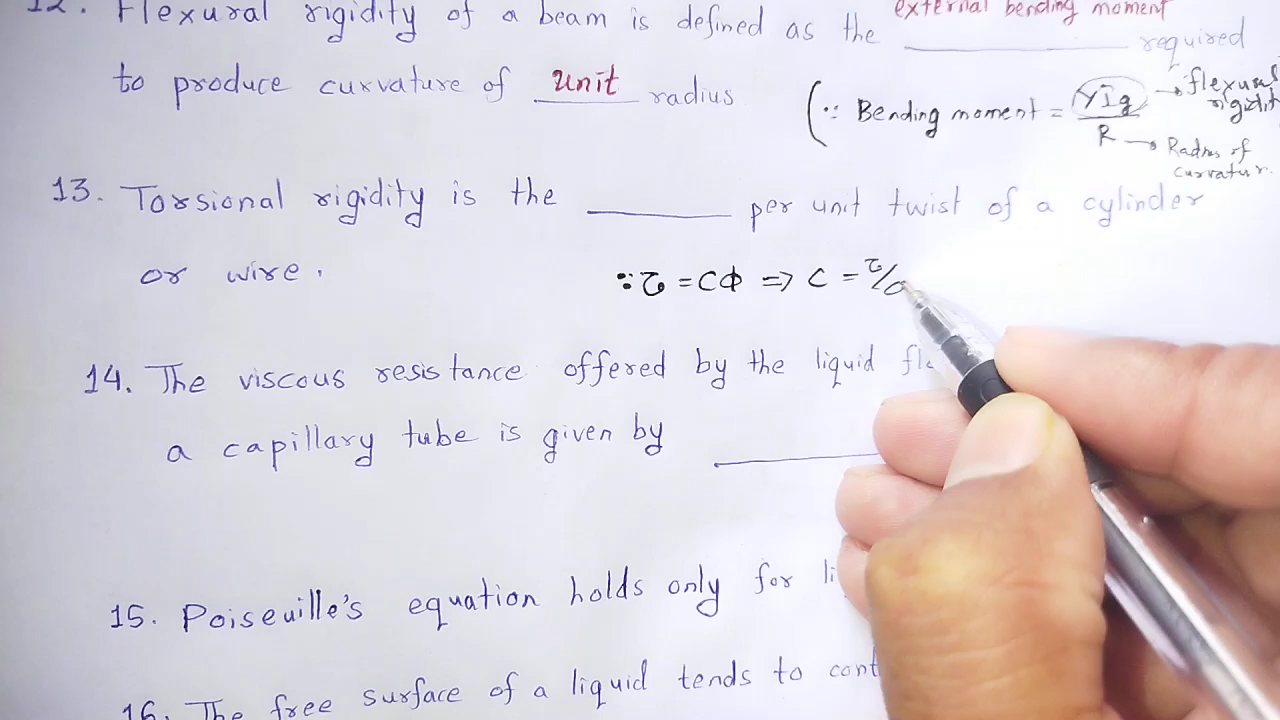 12. Flexural rigidity of a beam is defined as the external bending moment required
to produce curvature of unit radius
(∵ Bending moment = YIg/R → flexural rigidity
R → Radius of
curvatur.
13. Torsional rigidity is the ______ per unit twist of a cylinder
or wire.
∵ τ = CΦ => C = τ/
14. The viscous resistance offered by the liquid
a capillary tube is given by ______
15. Poiseuille's equation holds only for
16. The free surface of a liquid tends to